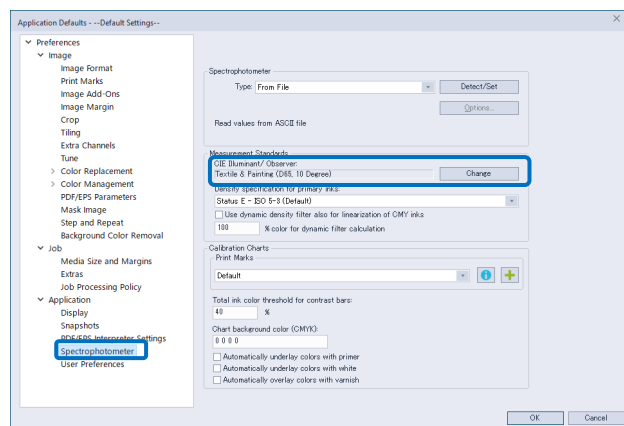 Application Defaults - --Default Settings--
Preferences
Image
Image Format
Print Marks
Image Add-Ons
Image Margin
Crop
Tiling
Extra Channels
Tune
Color Replacement
Color Management
PDF/EPS Parameters
Mask Image
Step and Repeat
Background Color Removal
Job
Media Size and Margins
Extras
Job Processing Policy
Application
Display
Snapshots
PDF/EPS Interpreter Settings
Spectrophotometer
User Preferences
Spectrophotometer
Type: From File
Detect/Set
Options...
Read values from ASCII file
Measurement Standards
CIE Illuminant/ Observer:
Textile & Painting (D65, 10 Degree)
Change
Density specification for primary inks:
Status E - ISO 5-3 (Default)
Use dynamic density filter also for linearization of CMY inks
100 % color for dynamic filter calculation
Calibration Charts
Print Marks
Default
Total ink color threshold for contrast bars:
40 %
Chart background color (CMYK):
0 0 0 0
Automatically underlay colors with primer
Automatically underlay colors with white
Automatically overlay colors with varnish
OK Cancel